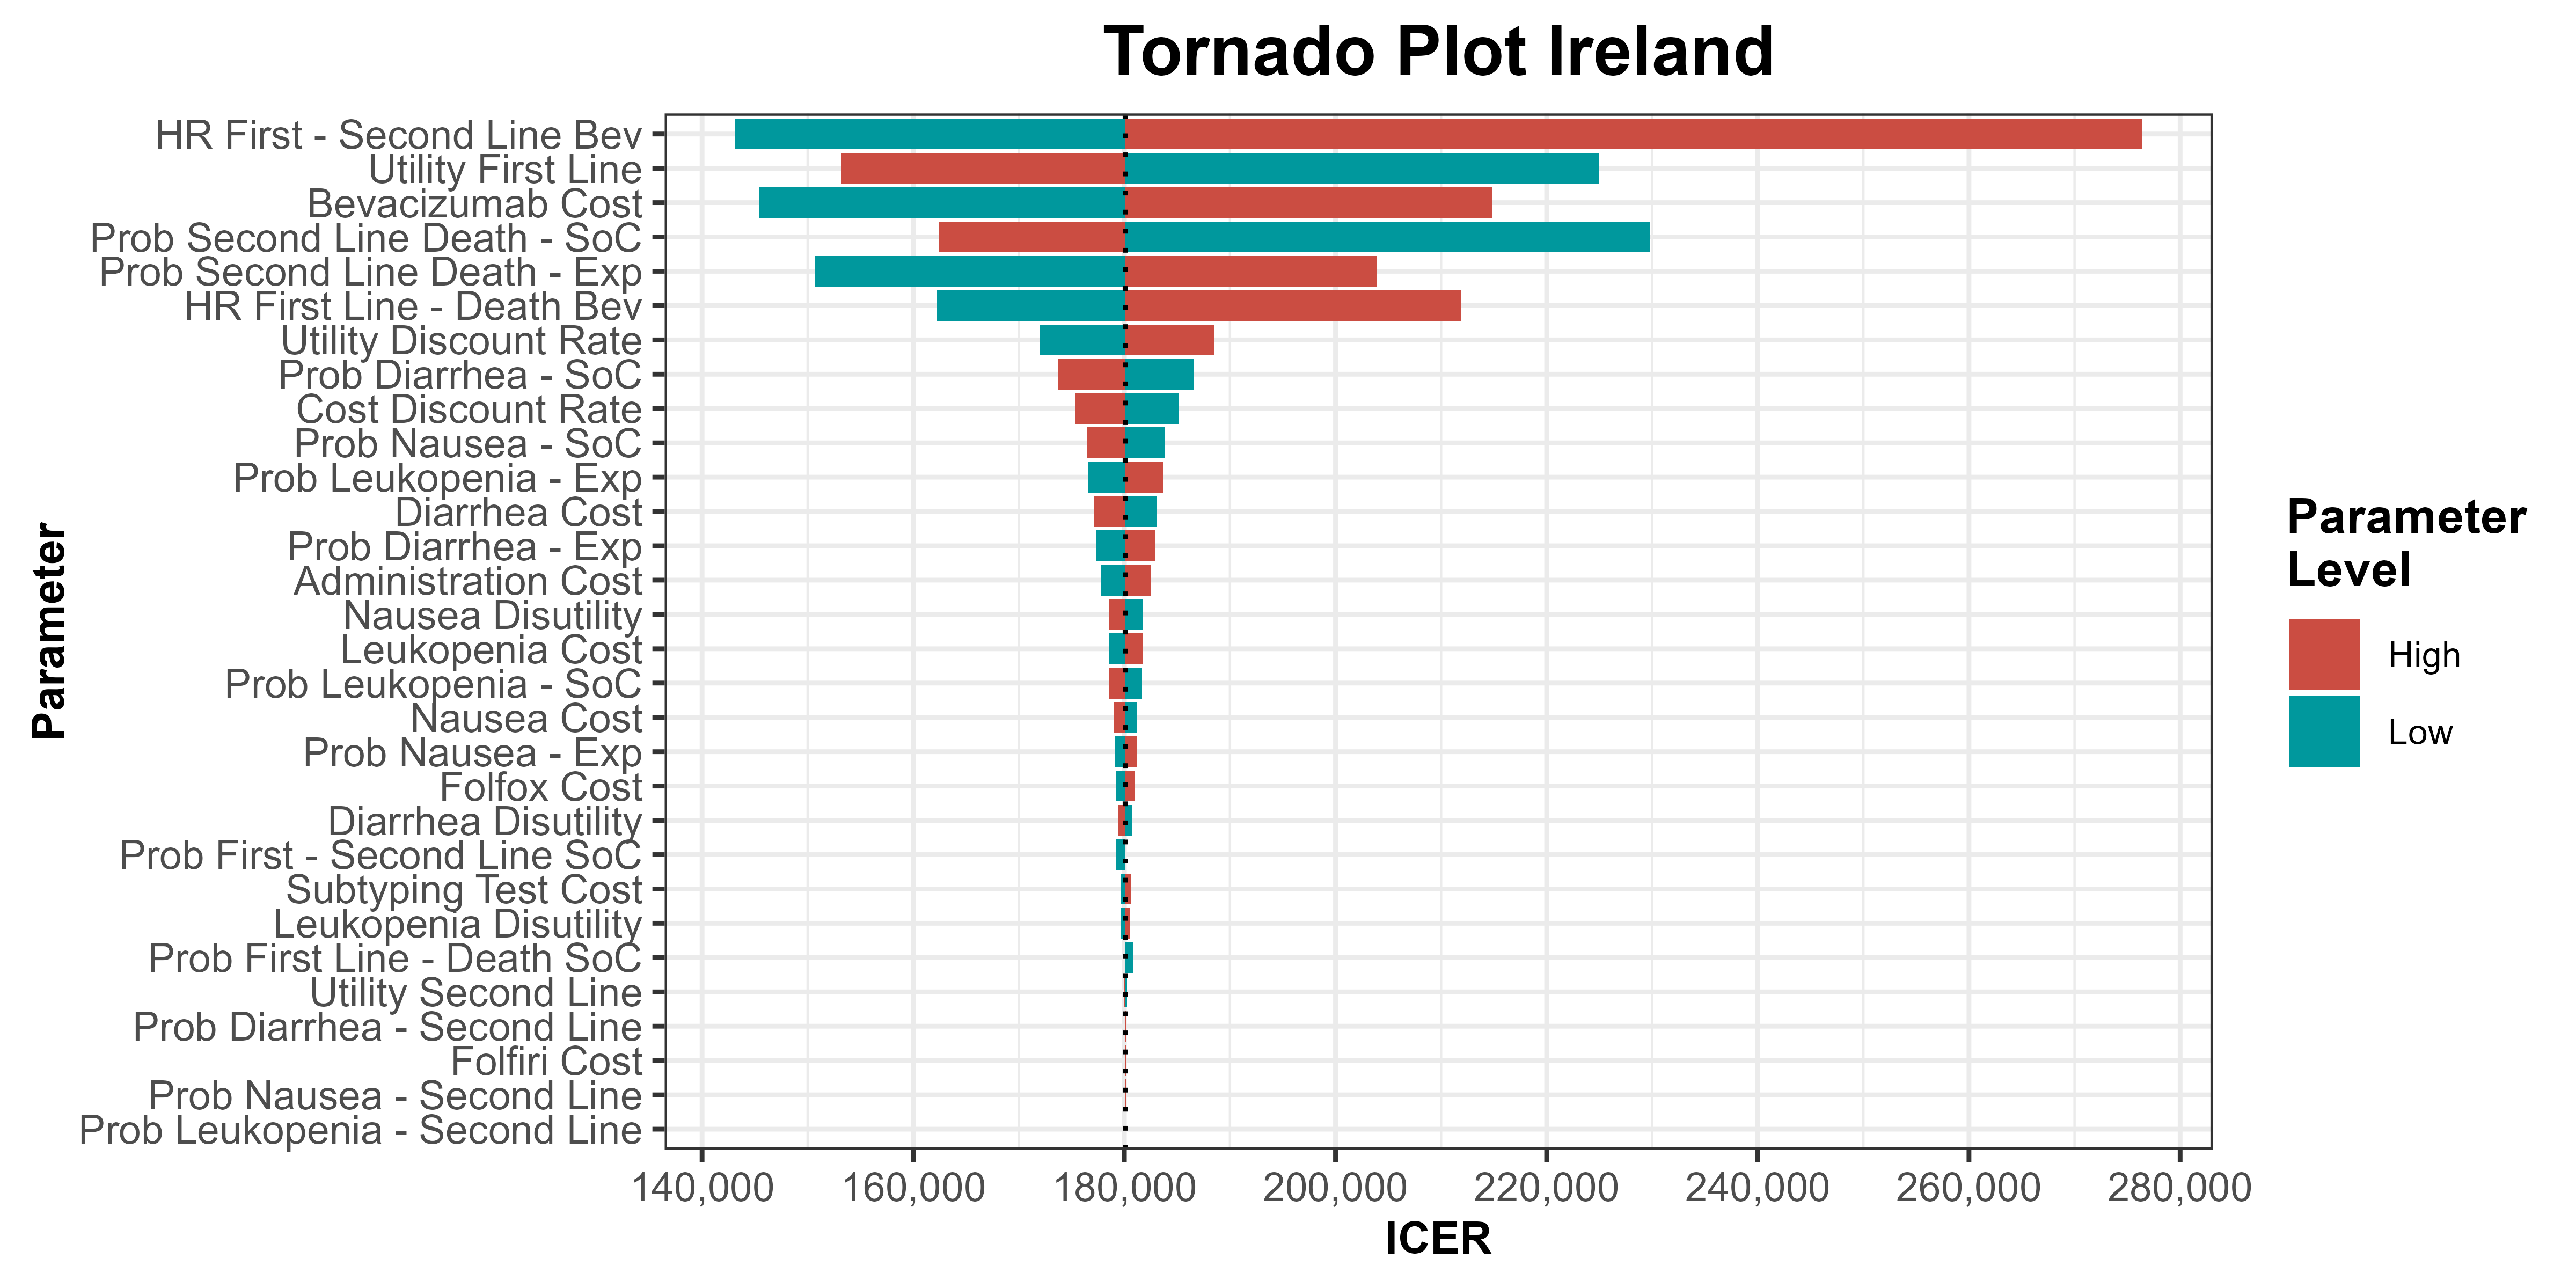 Tornado Plot Ireland
Parameter
HR First - Second Line Bev
Utility First Line
Bevacizumab Cost
Prob Second Line Death - SoC
Prob Second Line Death - Exp
HR First Line - Death Bev
Utility Discount Rate
Prob Diarrhea - SoC
Cost Discount Rate
Prob Nausea - SoC
Prob Leukopenia - Exp
Diarrhea Cost
Prob Diarrhea - Exp
Administration Cost
Nausea Disutility
Leukopenia Cost
Prob Leukopenia - SoC
Nausea Cost
Prob Nausea - Exp
Folfox Cost
Diarrhea Disutility
Prob First - Second Line SoC
Subtyping Test Cost
Leukopenia Disutility
Prob First Line - Death SoC
Utility Second Line
Prob Diarrhea - Second Line
Folfiri Cost
Prob Nausea - Second Line
Prob Leukopenia - Second Line
140,000 160,000 180,000 200,000 220,000 240,000 260,000 280,000
ICER
Parameter
Level
High
Low